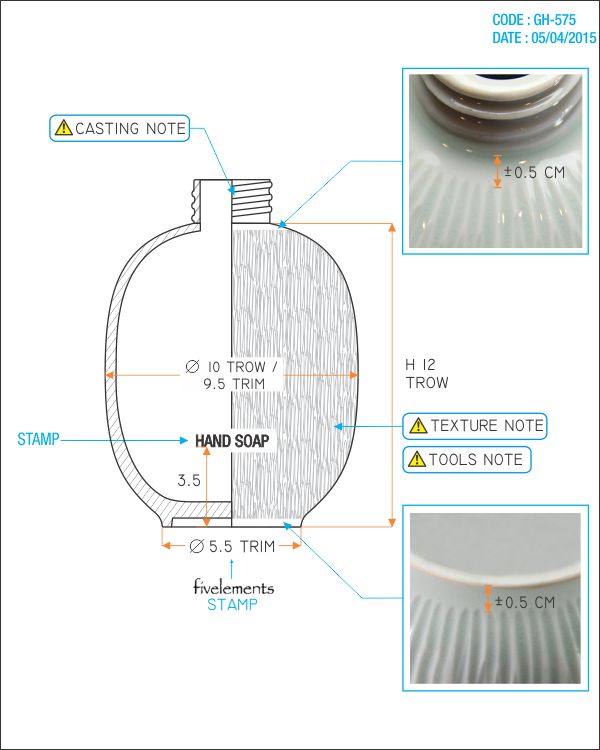 CODE : GH-575
DATE : 05/04/2015
CASTING NOTE
±0.5 CM
Ø 10 TROW /
9.5 TRIM
H 12
TROW
TEXTURE NOTE
STAMP
HAND SOAP
TOOLS NOTE
3.5
Ø 5.5 TRIM
fivelements
STAMP
±0.5 CM